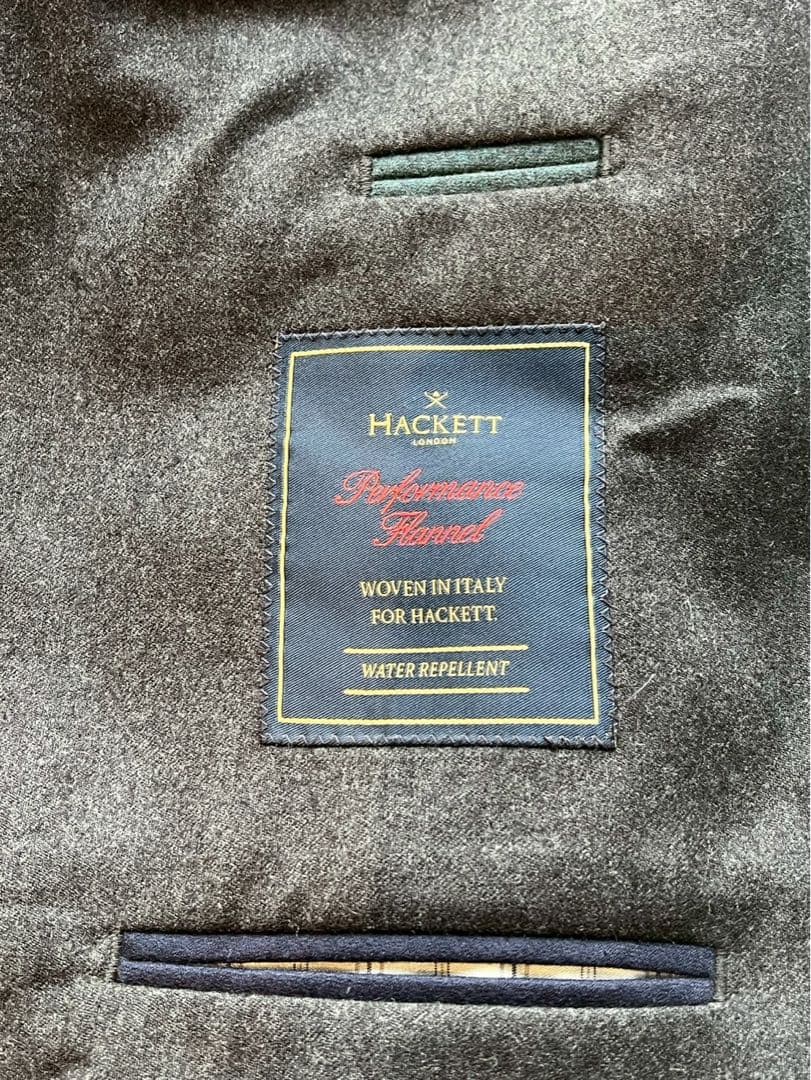 HACKETT
LONDON
Performance
Flannel
WOVEN IN ITALY
FOR HACKETT.
WATER REPELLENT